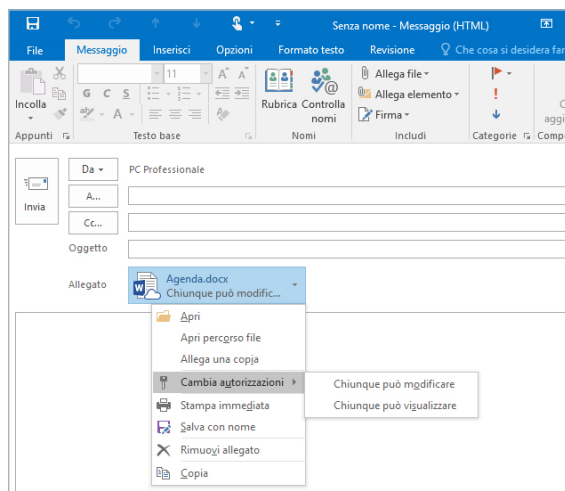 Senza nome - Messaggio (HTML)
File Messaggio Inserisci Opzioni Formato testo Revisione Che cosa si desidera far
Incolla
11 A A
G C S
ab A
Rubrica Controlla nomi
Allega file
Allega elemento
Firma
Appunti Testo base Nomi Includi Categorie Comp
aggi
Invia
Da PC Professionale
A...
Cc...
Oggetto
Allegato
Agenda.docx
Chiunque può modific...
Apri
Apri percorso file
Allega una copia
Cambia autorizzazioni
Chiunque può modificare
Chiunque può visualizzare
Stampa immediata
Salva con nome
Rimuovi allegato
Copia